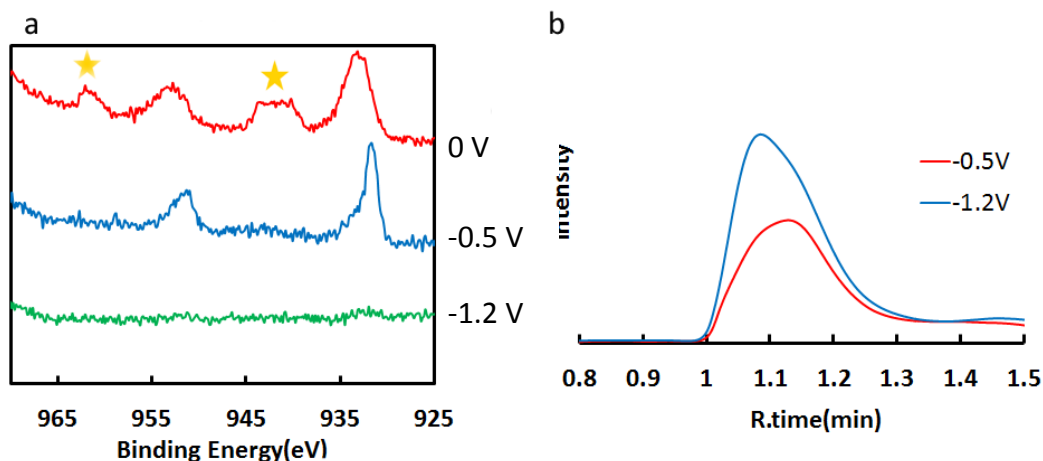 a
0 V
-0.5 V
-1.2 V
965 955 945 935 925
Binding Energy(eV)
b
Intensity
-0.5V
-1.2V
0.8 0.9 1 1.1 1.2 1.3 1.4 1.5
R.time(min)